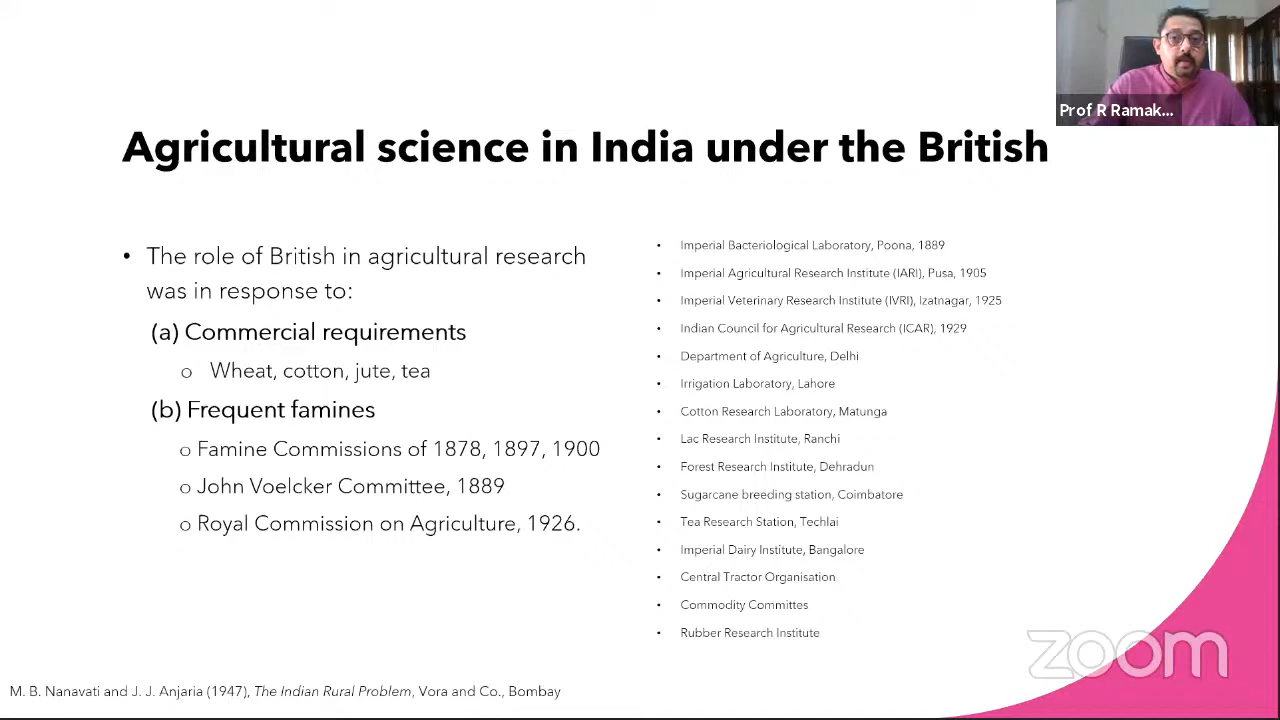 Prof R Ramak...
Agricultural science in India under the British
• The role of British in agricultural research
was in response to:
(a) Commercial requirements
o Wheat, cotton, jute, tea
(b) Frequent famines
o Famine Commissions of 1878, 1897, 1900
o John Voelcker Committee, 1889
o Royal Commission on Agriculture, 1926.
• Imperial Bacteriological Laboratory, Poona, 1889
• Imperial Agricultural Research Institute (IARI), Pusa, 1905
• Imperial Veterinary Research Institute (IVRI), Izatnagar, 1925
• Indian Council for Agricultural Research (ICAR), 1929
• Department of Agriculture, Delhi
• Irrigation Laboratory, Lahore
• Cotton Research Laboratory, Matunga
• Lac Research Institute, Ranchi
• Forest Research Institute, Dehradun
• Sugarcane breeding station, Coimbatore
• Tea Research Station, Techlai
• Imperial Dairy Institute, Bangalore
• Central Tractor Organisation
• Commodity Committes
• Rubber Research Institute
zoom
M. B. Nanavati and J. J. Anjaria (1947), The Indian Rural Problem, Vora and Co., Bombay